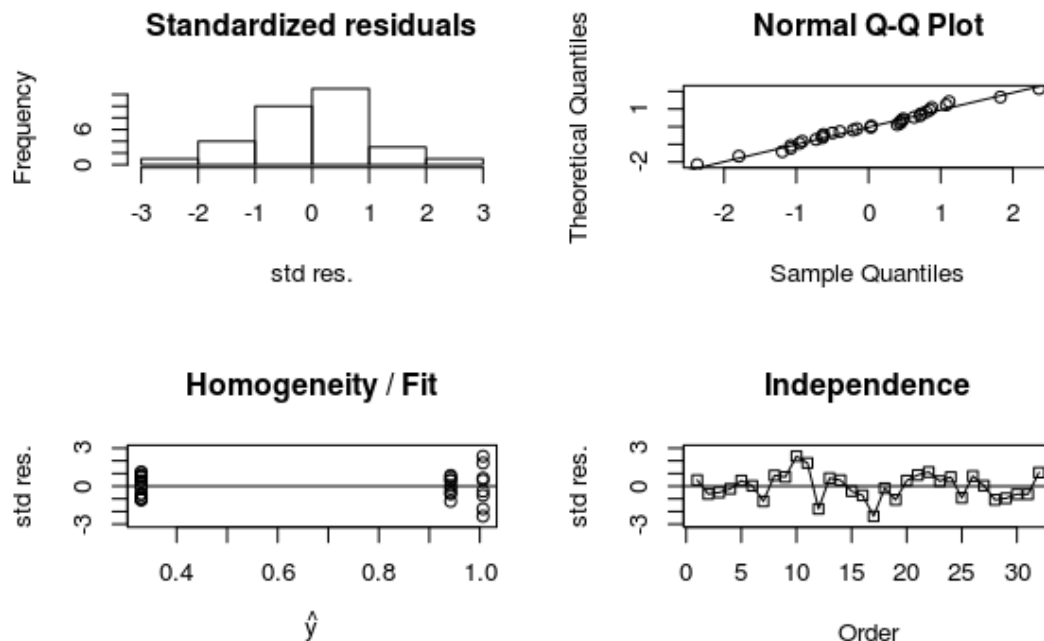 Standardized residuals
Frequency
6
0
-3 -2 -1 0 1 2 3
std res.
Normal Q-Q Plot
Theoretical Quantiles
1
-2
-2 -1 0 1 2
Sample Quantiles
Homogeneity / Fit
std res.
3
0
-3
0.4 0.6 0.8 1.0
ŷ
Independence
std res.
3
0
-3
0 5 10 15 20 25 30
Order